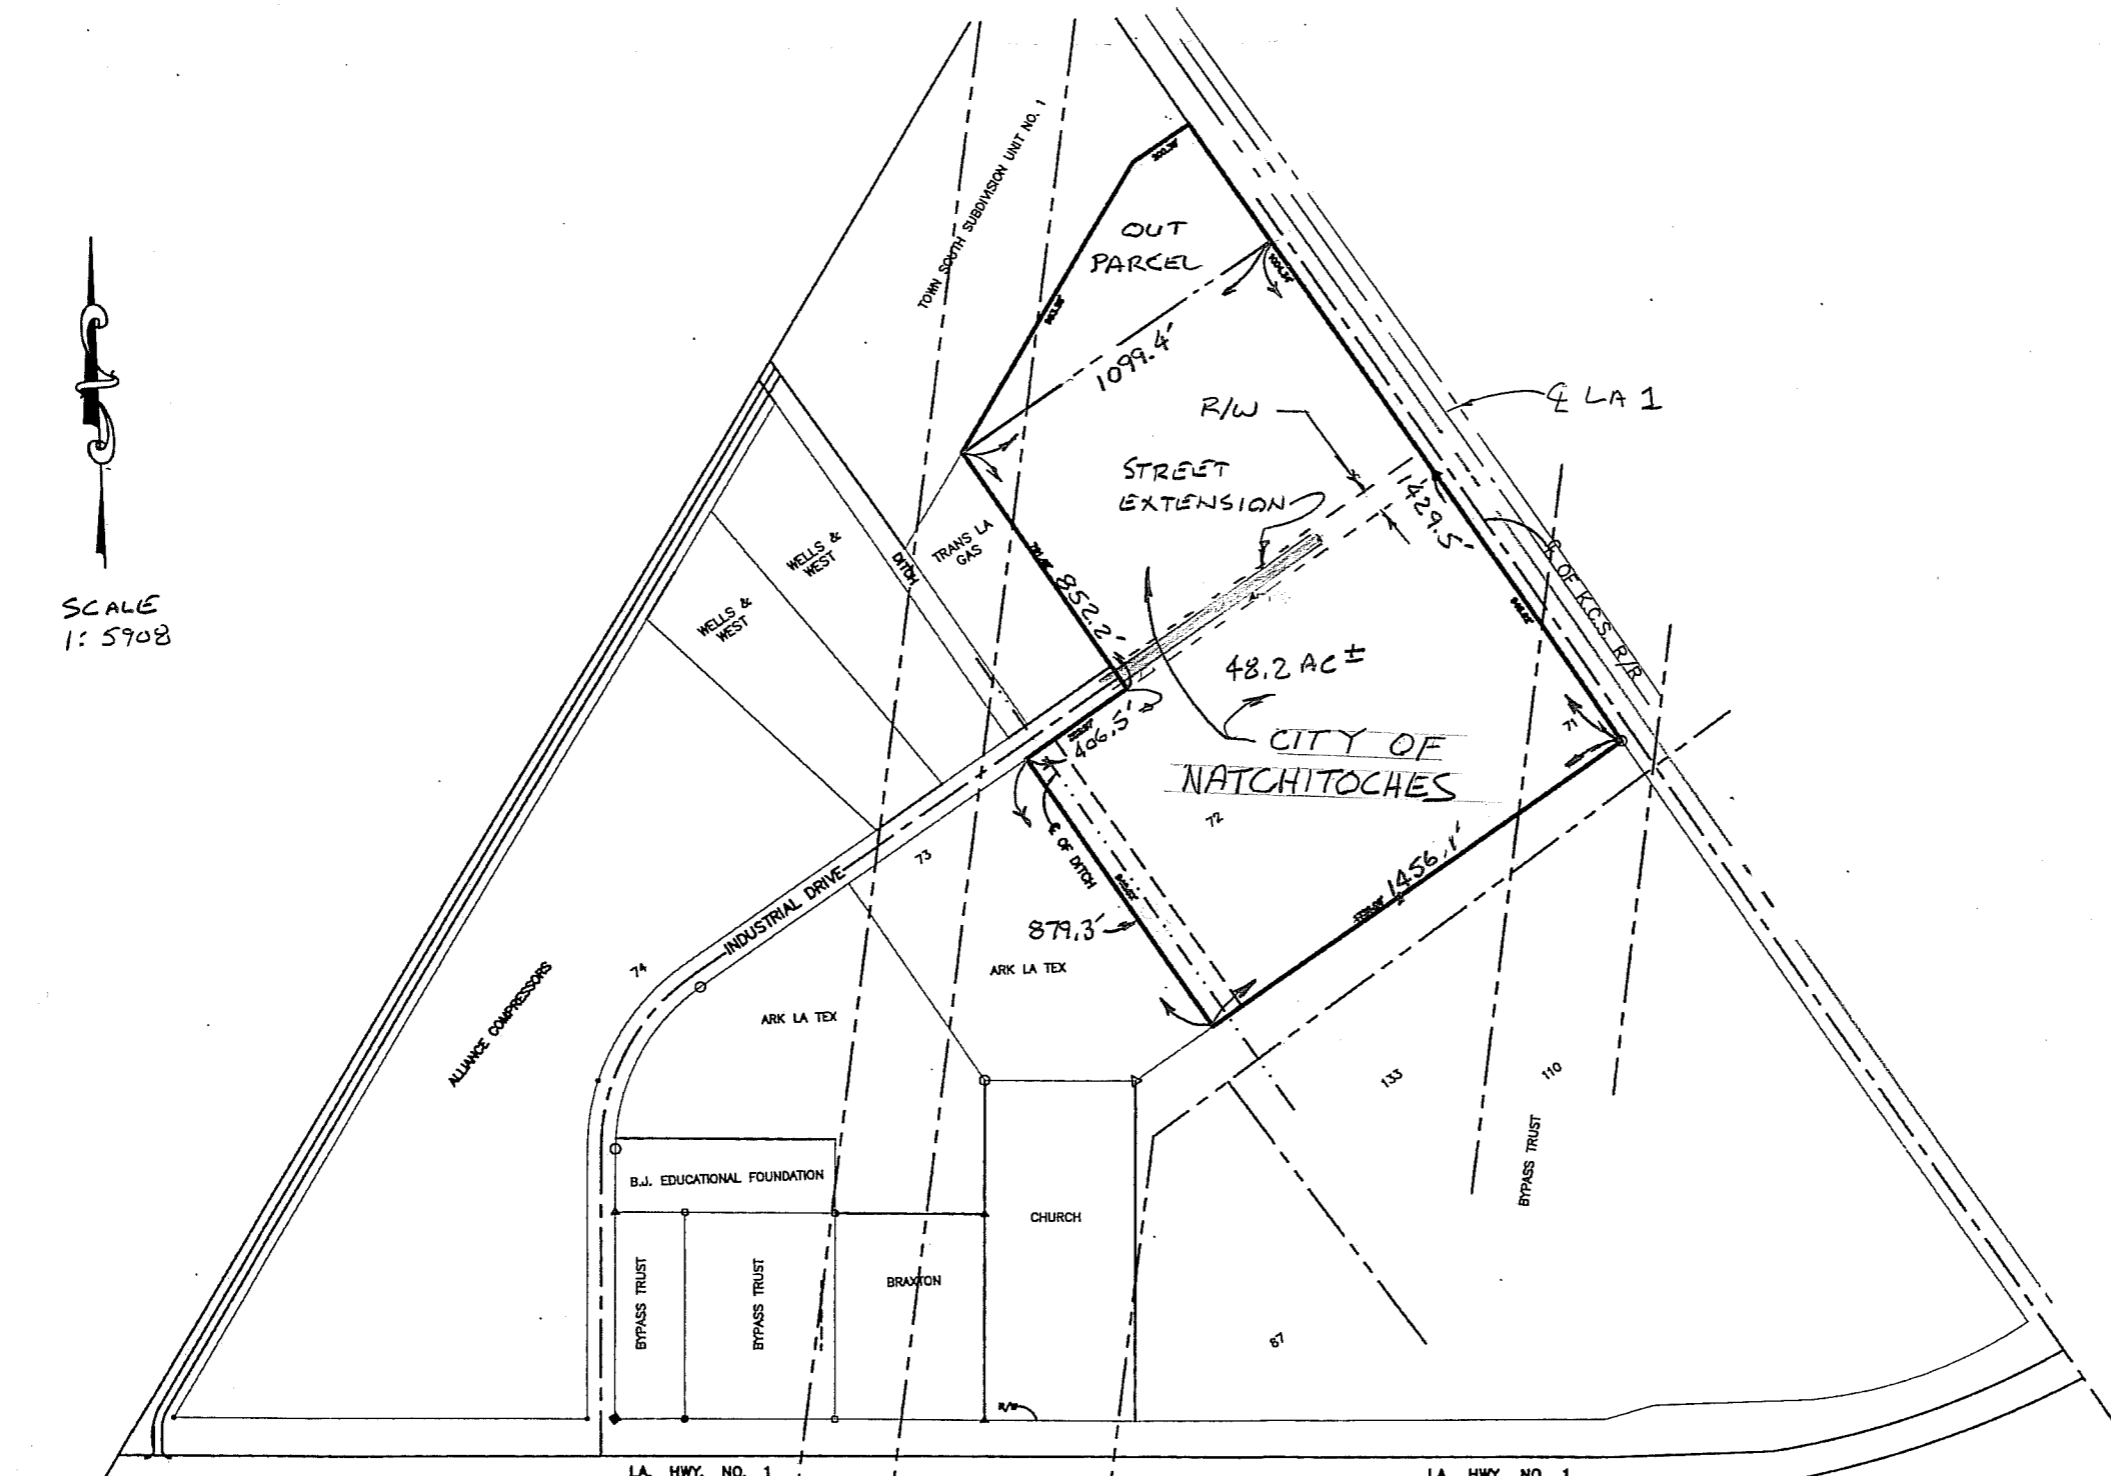 TOWN SOUTH SUBDIVISION UNIT NO. 1
OUT
PARCEL
1099.4'
R/W
℄ LA 1
STREET
EXTENSION
1429.5'
SCALE
1: 5908
WELLS &
WEST
DITCH
TRANS LA
GAS
852.2'
WELLS &
WEST
℄ OF K.C.S. R/R
48.2 AC ±
406.5'
71
CITY OF
NATCHITOCHES
72
℄ OF DITCH
1456.1'
73
INDUSTRIAL DRIVE
879.3'
74
ARK LA TEX
ALLIANCE COMPRESSORS
ARK LA TEX
133
110
BYPASS TRUST
B.J. EDUCATIONAL FOUNDATION
CHURCH
BYPASS TRUST
BYPASS TRUST
BRAXTON
67
R/W
LA. HWY. NO. 1
LA. HWY. NO. 1